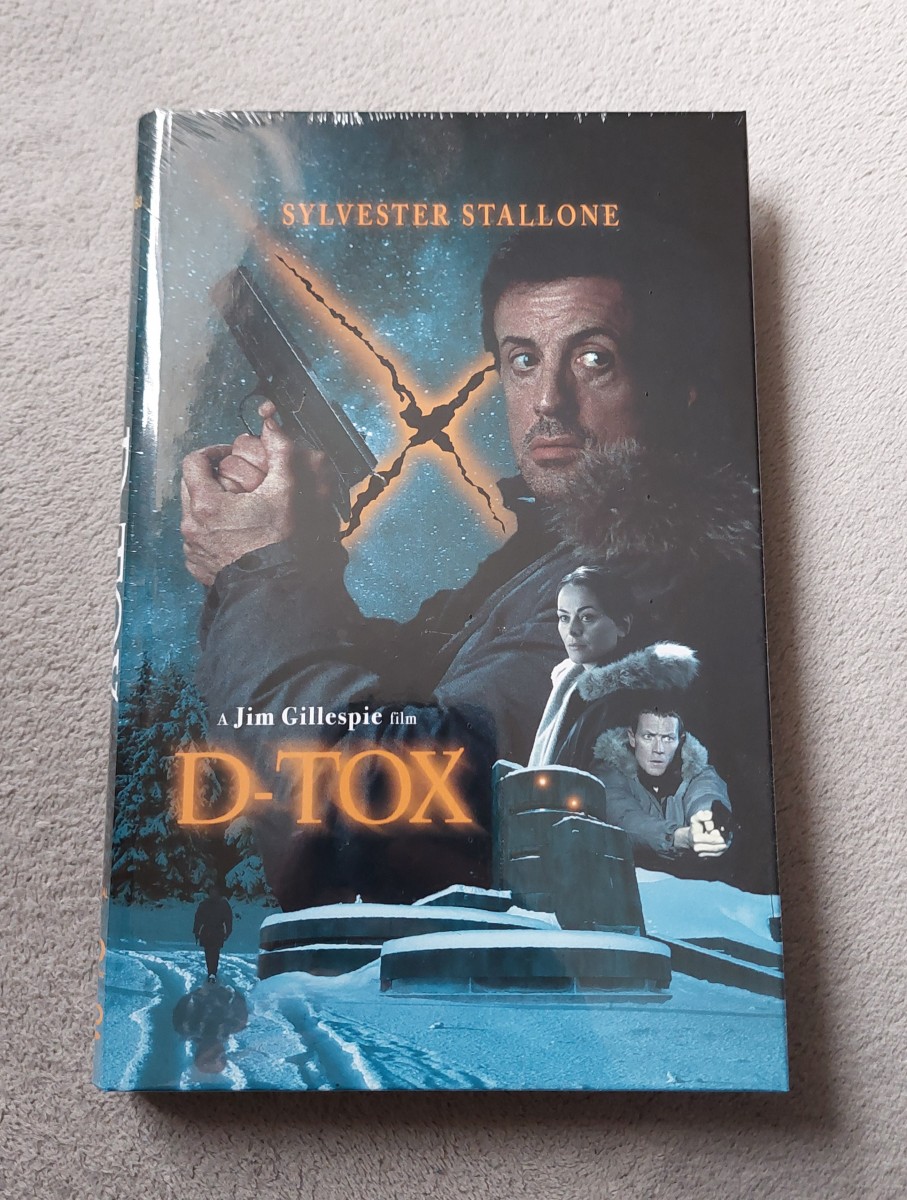 SYLVESTER STALLONE
A Jim Gillespie film
D-TOX